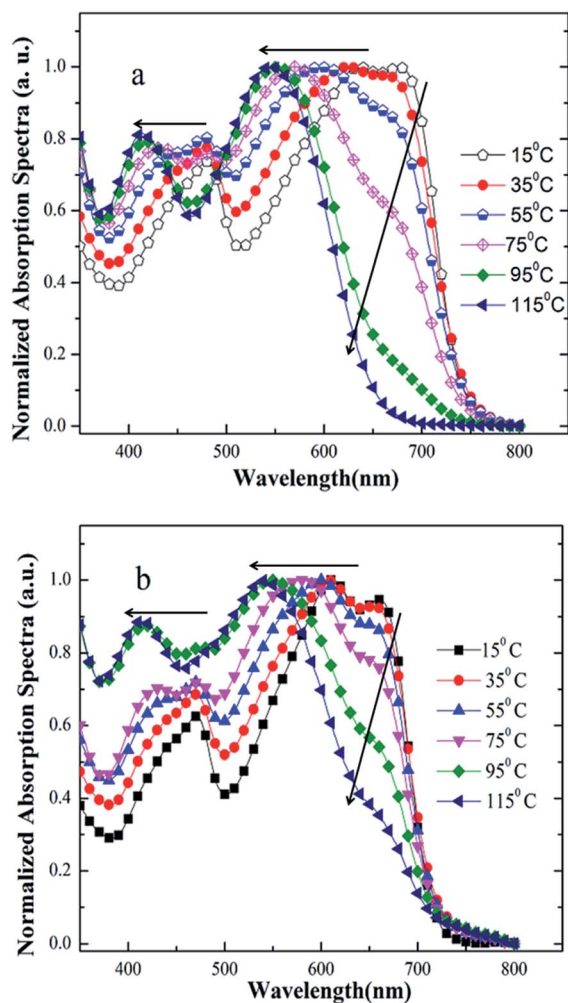 a
Normalized Absorption Spectra (a. u.)
1.0
0.8
0.6
0.4
0.2
0.0
15⁰C
35⁰C
55⁰C
75⁰C
95⁰C
115⁰C
400 500 600 700 800
Wavelength(nm)
b
Normalized Absorption Spectra (a.u.)
1.0
0.8
0.6
0.4
0.2
0.0
15⁰ C
35⁰ C
55⁰ C
75⁰ C
95⁰ C
115⁰ C
400 500 600 700 800
Wavelength(nm)